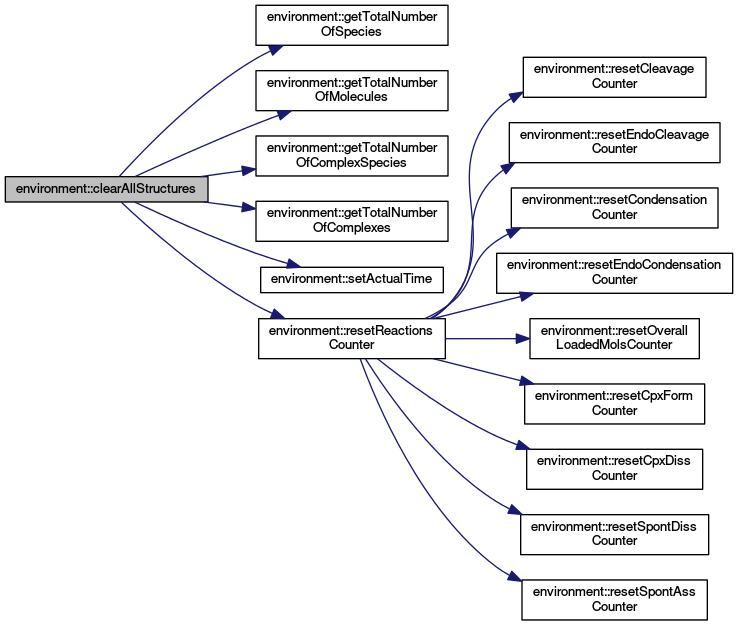 environment::clearAllStructures
environment::getTotalNumber
OfSpecies
environment::getTotalNumber
OfMolecules
environment::getTotalNumber
OfComplexSpecies
environment::getTotalNumber
OfComplexes
environment::setActualTime
environment::resetReactions
Counter
environment::resetCleavage
Counter
environment::resetEndoCleavage
Counter
environment::resetCondensation
Counter
environment::resetEndoCondensation
Counter
environment::resetOverall
LoadedMolsCounter
environment::resetCpxForm
Counter
environment::resetCpxDiss
Counter
environment::resetSpontDiss
Counter
environment::resetSpontAss
Counter